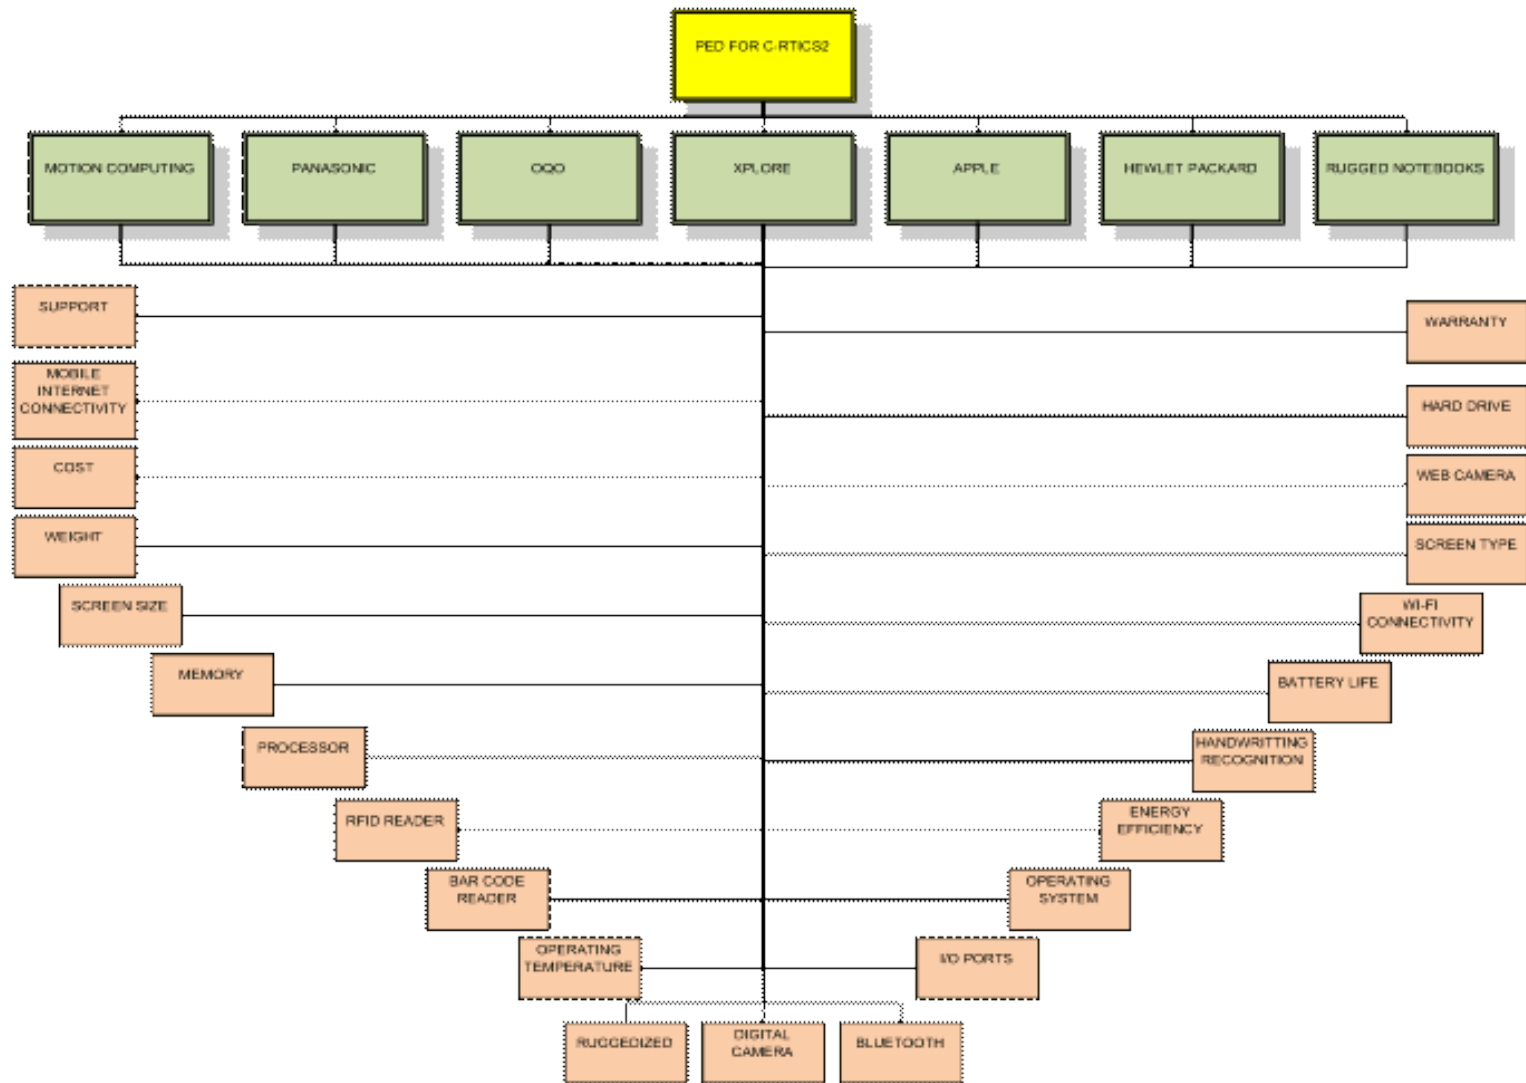 PED FOR C-RTICS2
MOTION COMPUTING
PANASONIC
OQO
XPLORE
APPLE
HEWLET PACKARD
RUGGED NOTEBOOKS
SUPPORT
WARRANTY
MOBILE
INTERNET
CONNECTIVITY
HARD DRIVE
COST
WEB CAMERA
WEIGHT
SCREEN TYPE
SCREEN SIZE
WI-FI
CONNECTIVITY
MEMORY
BATTERY LIFE
PROCESSOR
HANDWRITTING
RECOGNITION
RFID READER
ENERGY
EFFICIENCY
BAR CODE
READER
OPERATING
SYSTEM
OPERATING
TEMPERATURE
I/O PORTS
RUGGEDIZED
DIGITAL
CAMERA
BLUETOOTH